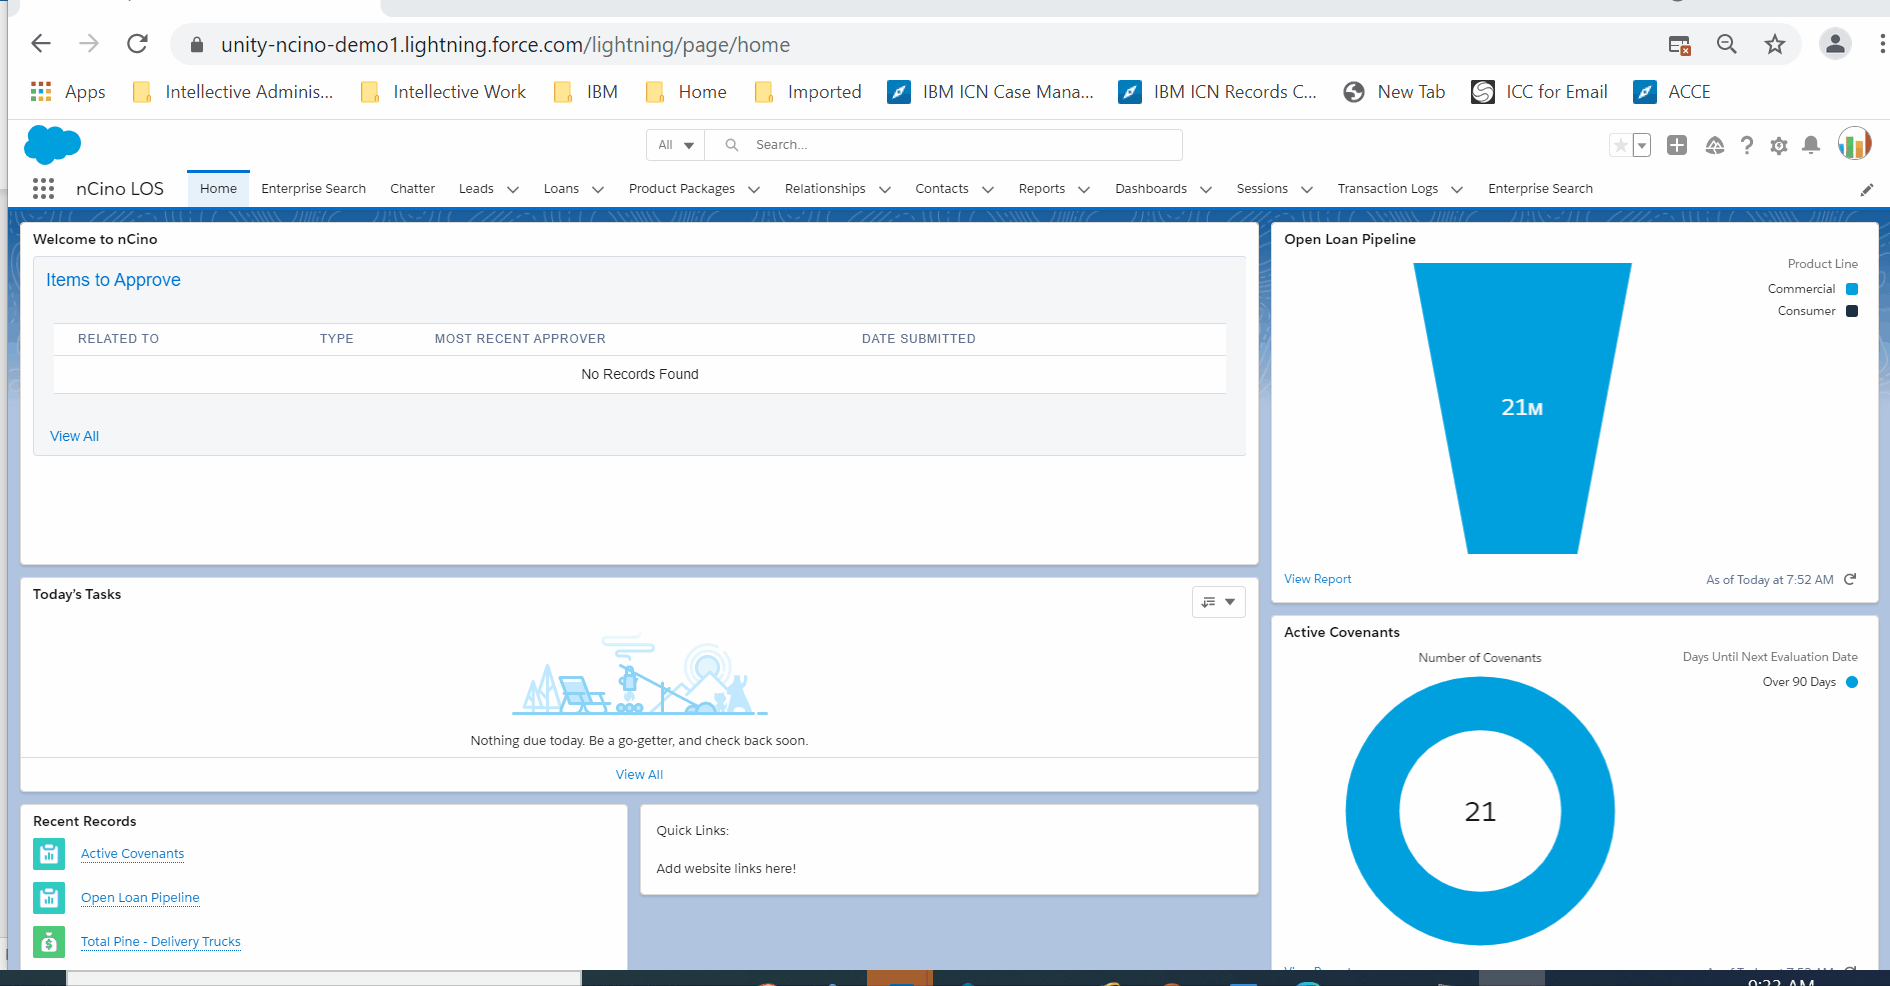 unity-ncino-demo1.lightning.force.com/lightning/page/home
Apps Intellective Adminis... Intellective Work IBM Home Imported IBM ICN Case Mana... IBM ICN Records C... New Tab ICC for Email ACCE
All Search...
nCino LOS Home Enterprise Search Chatter Leads Loans Product Packages Relationships Contacts Reports Dashboards Sessions Transaction Logs Enterprise Search
Welcome to nCino
Items to Approve
RELATED TO TYPE MOST RECENT APPROVER DATE SUBMITTED
No Records Found
View All
Today's Tasks
Nothing due today. Be a go-getter, and check back soon.
View All
Recent Records
Active Covenants
Open Loan Pipeline
Total Pine - Delivery Trucks
Quick Links:
Add website links here!
Open Loan Pipeline
Product Line
Commercial
Consumer
21M
View Report As of Today at 7:52 AM
Active Covenants
Number of Covenants
Days Until Next Evaluation Date
Over 90 Days
21
9:33 AM